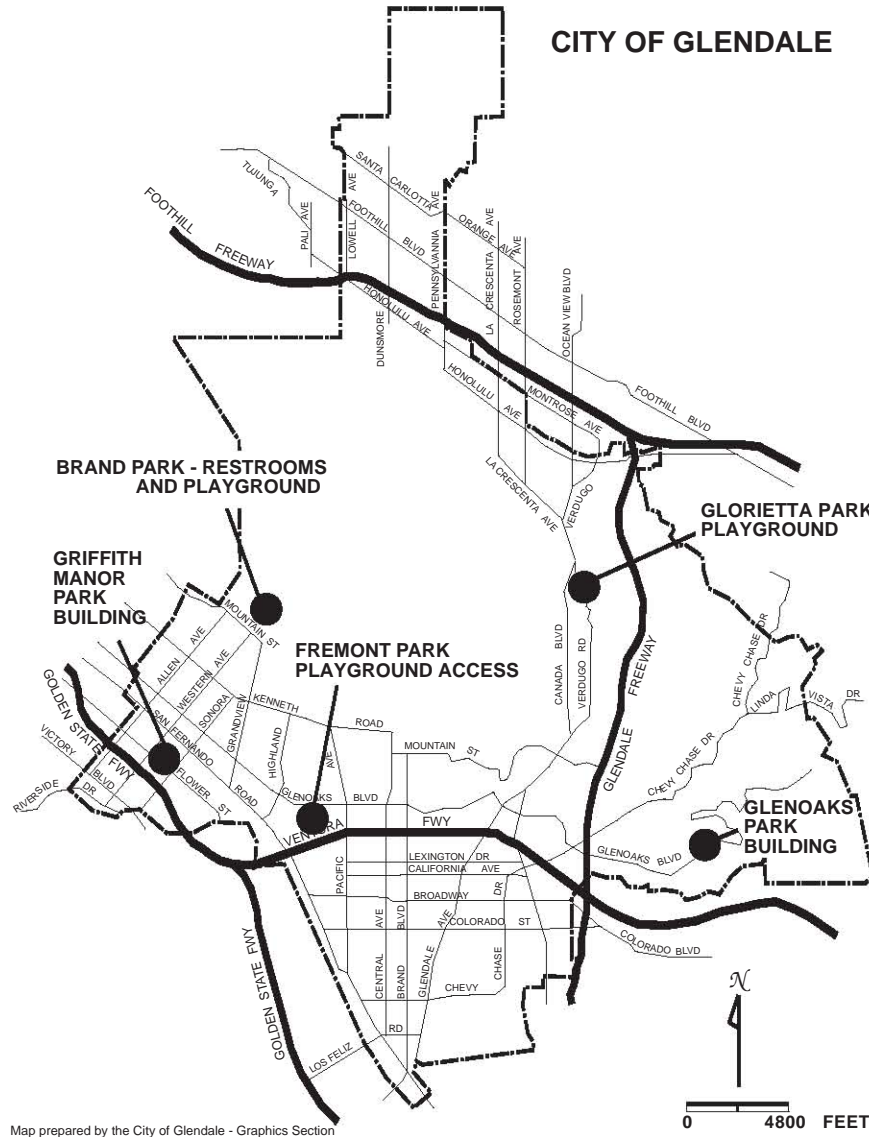 CITY OF GLENDALE
TUJUNGA
SANTA CARLOTTA AVE
ORANGE AVE
FOOTHILL BLVD
PALI AVE
LOWELL AVE
DUNSMORE
PENNSYLVANNIA AVE
LA CRESCENTA AVE
ROSEMONT AVE
OCEAN VIEW BLVD
FOOTHILL
FREEWAY
HONOLULU AVE
HONOLULU AVE
MONTROSE AVE
FOOTHILL BLVD
LA CRESCENTA AVE
VERDUGO
BRAND PARK - RESTROOMS
AND PLAYGROUND
GLORIETTA PARK
PLAYGROUND
GRIFFITH
MANOR
PARK
BUILDING
FREMONT PARK
PLAYGROUND ACCESS
MOUNTAIN ST
ALLEN AVE
WESTERN AVE
SONORA
GRANDVIEW
HIGHLAND
AVE
KENNETH ROAD
MOUNTAIN ST
CANADA BLVD
VERDUGO RD
GLENDALE FREEWAY
CHEVY CHASE DR
LINDA VISTA DR
CHEVY CHASE DR
GOLDEN STATE FWY
SAN FERNANDO ROAD
FLOWER ST
VICTORY BLVD
RIVERSIDE DR
GLENOAKS BLVD
VENTURA FWY
GLENOAKS
PARK
BUILDING
GLENOAKS BLVD
LEXINGTON DR
CALIFORNIA AVE
BROADWAY
COLORADO ST
COLORADO BLVD
PACIFIC
CENTRAL AVE
BRAND BLVD
GLENDALE AVE
CHASE DR
CHEVY
RD
LOS FELIZ
GOLDEN STATE FWY
N
0 4800 FEET
Map prepared by the City of Glendale - Graphics Section